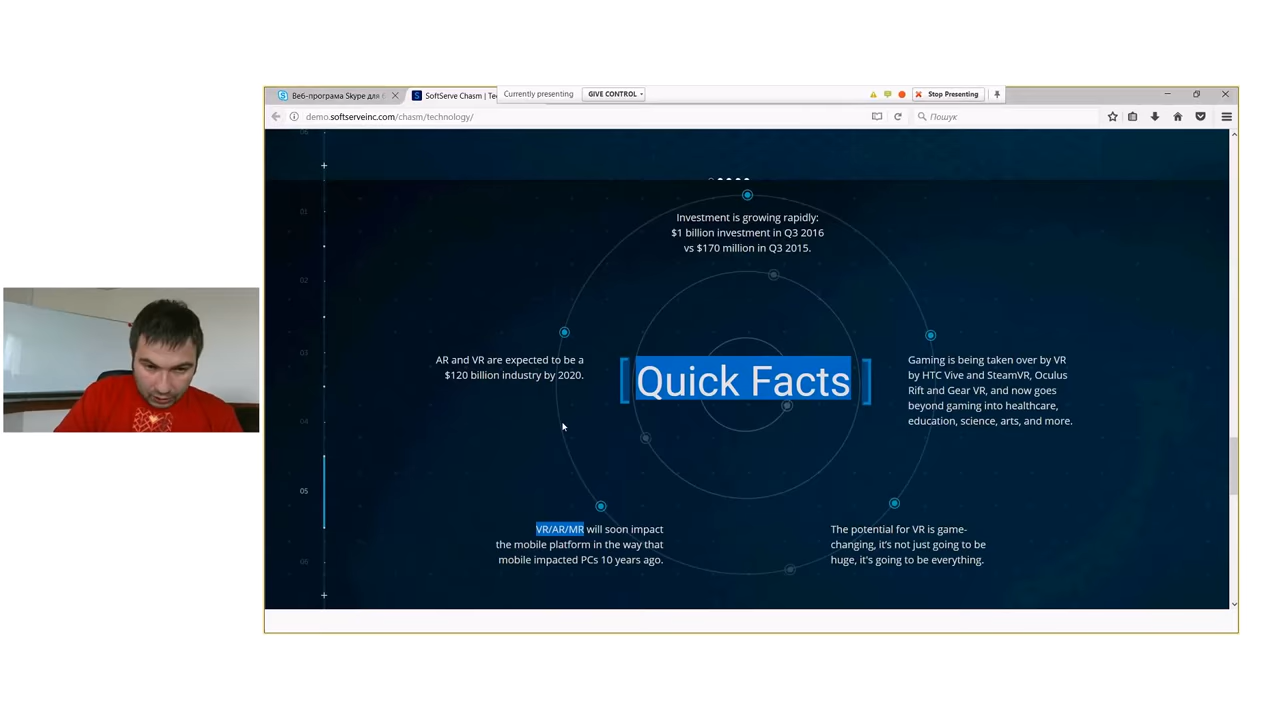 Веб-програма Skype для
SoftServe Chasm | Te
Currently presenting
GIVE CONTROL
Stop Presenting
demo.softserveinc.com/chasm/technology/
Пошук
06
01
Investment is growing rapidly:
$1 billion investment in Q3 2016
vs $170 million in Q3 2015.
02
03
AR and VR are expected to be a
$120 billion industry by 2020.
[ Quick Facts ]
Gaming is being taken over by VR
by HTC Vive and SteamVR, Oculus
Rift and Gear VR, and now goes
beyond gaming into healthcare,
education, science, arts, and more.
04
05
VR/AR/MR will soon impact
the mobile platform in the way that
mobile impacted PCs 10 years ago.
The potential for VR is game-
changing, it's not just going to be
huge, it's going to be everything.
06